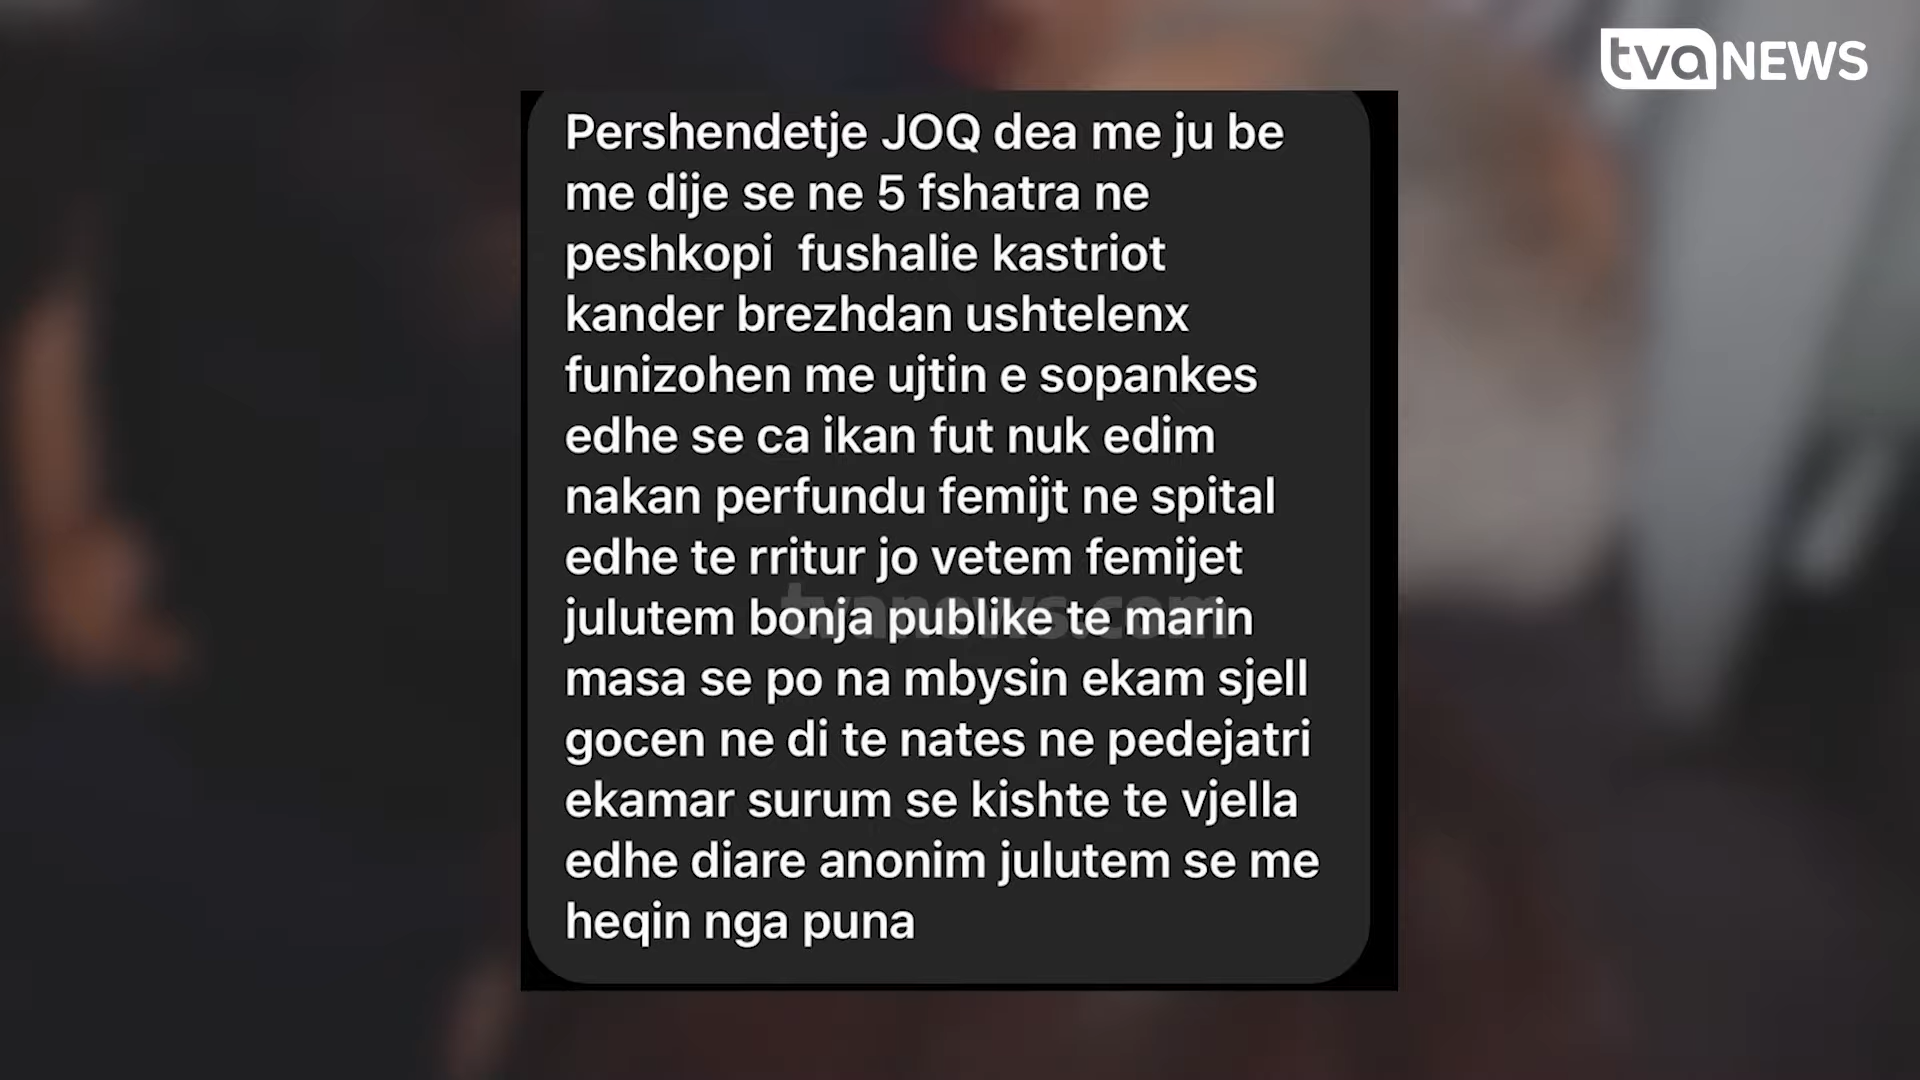 tva NEWS
Pershendetje JOQ dea me ju be
me dije se ne 5 fshatra ne
peshkopi fushalie kastriot
kander brezhdan ushtelenx
funizohen me ujtin e sopankes
edhe se ca ikan fut nuk edim
nakan perfundu femijt ne spital
edhe te rritur jo vetem femijet
julutem bonja publike te marin
masa se po na mbysin ekam sjell
gocen ne di te nates ne pedejatri
ekamar surum se kishte te vjella
edhe diare anonim julutem se me
heqin nga puna
tvanews.com